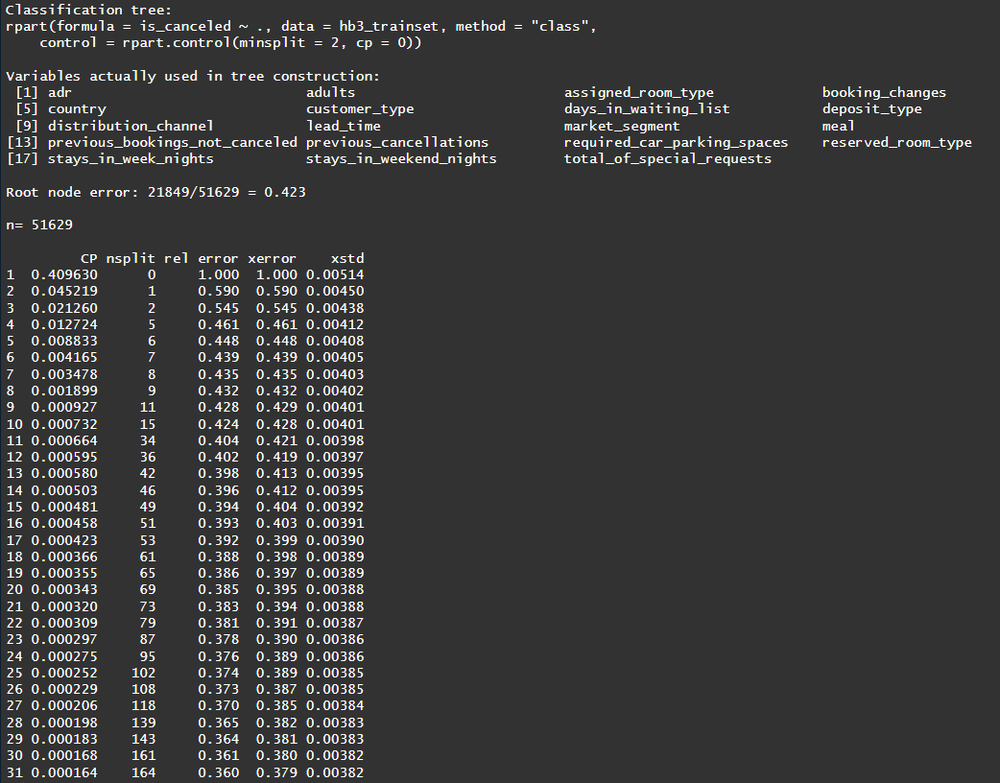 Classification tree:
rpart(formula = is_canceled ~ ., data = hb3_trainset, method = "class",
    control = rpart.control(minsplit = 2, cp = 0))

Variables actually used in tree construction:
 [1] adr                            adults                         assigned_room_type             booking_changes
 [5] country                        customer_type                  days_in_waiting_list           deposit_type
 [9] distribution_channel           lead_time                      market_segment                 meal
[13] previous_bookings_not_canceled previous_cancellations         required_car_parking_spaces    reserved_room_type
[17] stays_in_week_nights           stays_in_weekend_nights        total_of_special_requests

Root node error: 21849/51629 = 0.423

n= 51629

         CP nsplit rel error xerror    xstd
1  0.409630      0     1.000  1.000 0.00514
2  0.045219      1     0.590  0.590 0.00450
3  0.021260      2     0.545  0.545 0.00438
4  0.012724      5     0.461  0.461 0.00412
5  0.008833      6     0.448  0.448 0.00408
6  0.004165      7     0.439  0.439 0.00405
7  0.003478      8     0.435  0.435 0.00403
8  0.001899      9     0.432  0.432 0.00402
9  0.000927     11     0.428  0.429 0.00401
10 0.000732     15     0.424  0.428 0.00401
11 0.000664     34     0.404  0.421 0.00398
12 0.000595     36     0.402  0.419 0.00397
13 0.000580     42     0.398  0.413 0.00395
14 0.000503     46     0.396  0.412 0.00395
15 0.000481     49     0.394  0.404 0.00392
16 0.000458     51     0.393  0.403 0.00391
17 0.000423     53     0.392  0.399 0.00390
18 0.000366     61     0.388  0.398 0.00389
19 0.000355     65     0.386  0.397 0.00389
20 0.000343     69     0.385  0.395 0.00388
21 0.000320     73     0.383  0.394 0.00388
22 0.000309     79     0.381  0.391 0.00387
23 0.000297     87     0.378  0.390 0.00386
24 0.000275     95     0.376  0.389 0.00386
25 0.000252    102     0.374  0.389 0.00385
26 0.000229    108     0.373  0.387 0.00385
27 0.000206    118     0.370  0.385 0.00384
28 0.000198    139     0.365  0.382 0.00383
29 0.000183    143     0.364  0.381 0.00383
30 0.000168    161     0.361  0.380 0.00382
31 0.000164    164     0.360  0.379 0.00382